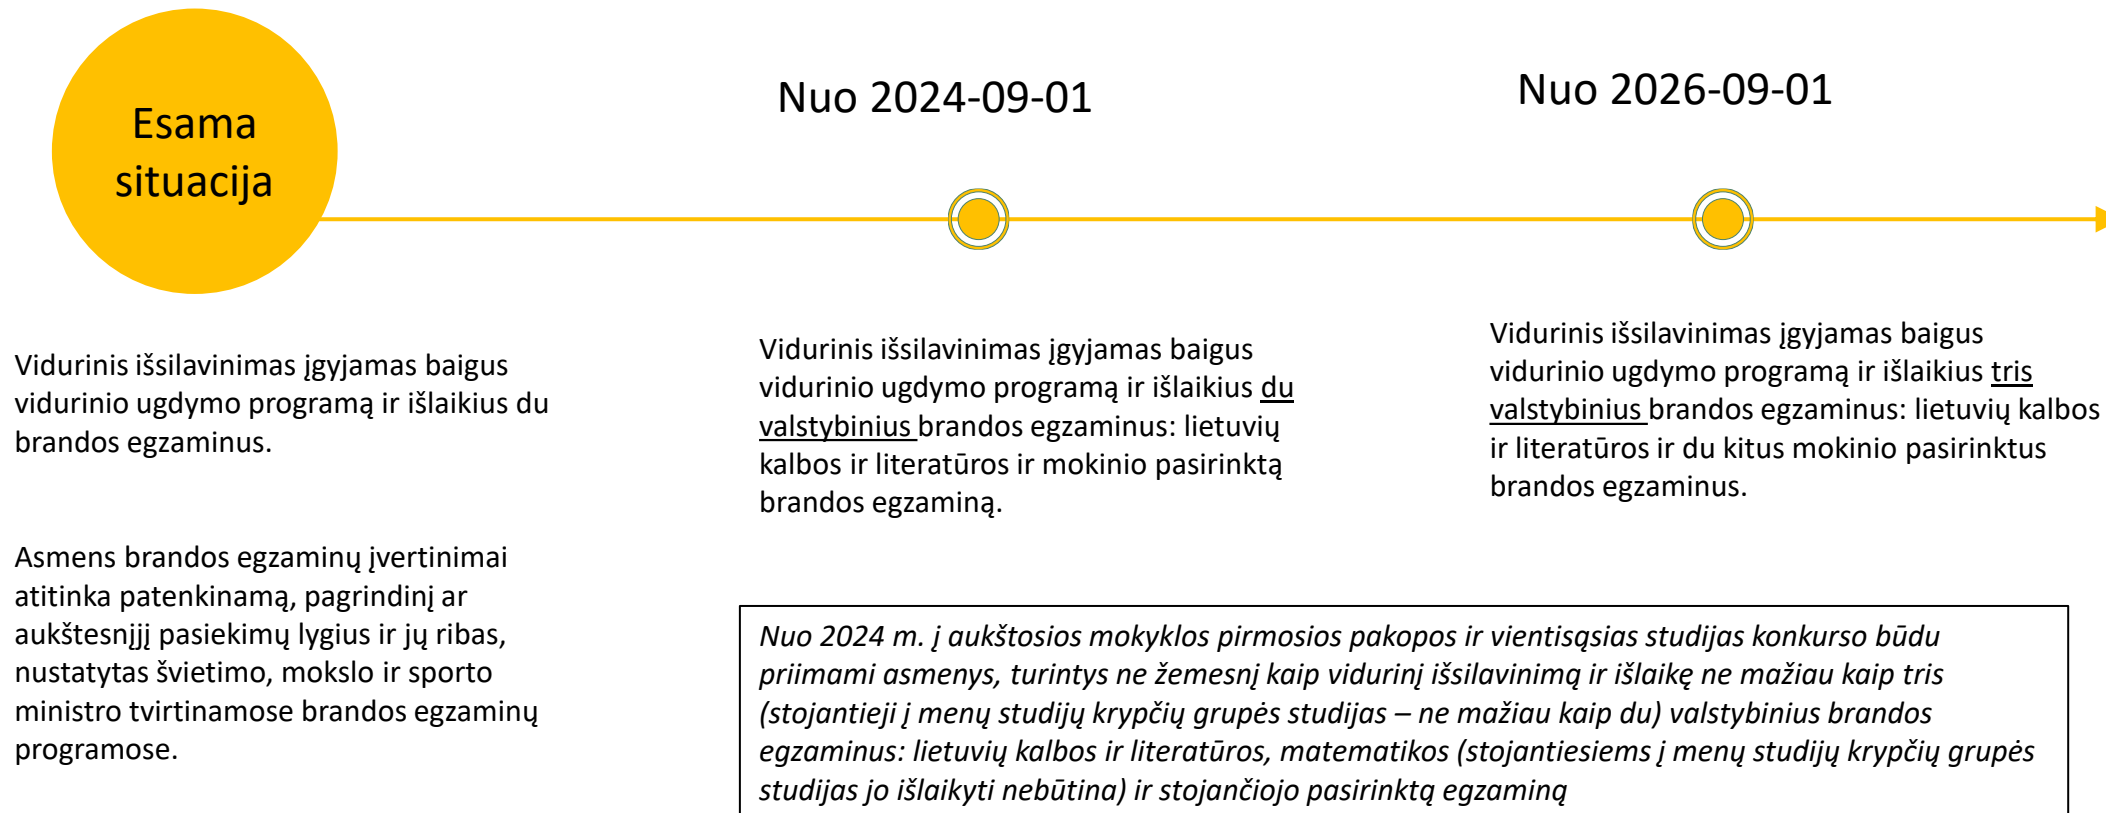 Esama
situacija
Nuo 2024-09-01
Nuo 2026-09-01
Vidurinis išsilavinimas įgyjamas baigus
vidurinio ugdymo programą ir išlaikius du
brandos egzaminus.
Asmens brandos egzaminų įvertinimai
atitinka patenkinamą, pagrindinį ar
aukštesnįjį pasiekimų lygius ir jų ribas,
nustatytas švietimo, mokslo ir sporto
ministro tvirtinamose brandos egzaminų
programose.
Vidurinis išsilavinimas įgyjamas baigus
vidurinio ugdymo programą ir išlaikius du
valstybinius brandos egzaminus: lietuvių
kalbos ir literatūros ir mokinio pasirinktą
brandos egzaminą.
Vidurinis išsilavinimas įgyjamas baigus
vidurinio ugdymo programą ir išlaikius tris
valstybinius brandos egzaminus: lietuvių kalbos
ir literatūros ir du kitus mokinio pasirinktus
brandos egzaminus.
Nuo 2024 m. į aukštosios mokyklos pirmosios pakopos ir vientisąsias studijas konkurso būdu
priimami asmenys, turintys ne žemesnį kaip vidurinį išsilavinimą ir išlaikę ne mažiau kaip tris
(stojantieji į menų studijų krypčių grupės studijas – ne mažiau kaip du) valstybinius brandos
egzaminus: lietuvių kalbos ir literatūros, matematikos (stojantiesiems į menų studijų krypčių grupės
studijas jo išlaikyti nebūtina) ir stojančiojo pasirinktą egzaminą